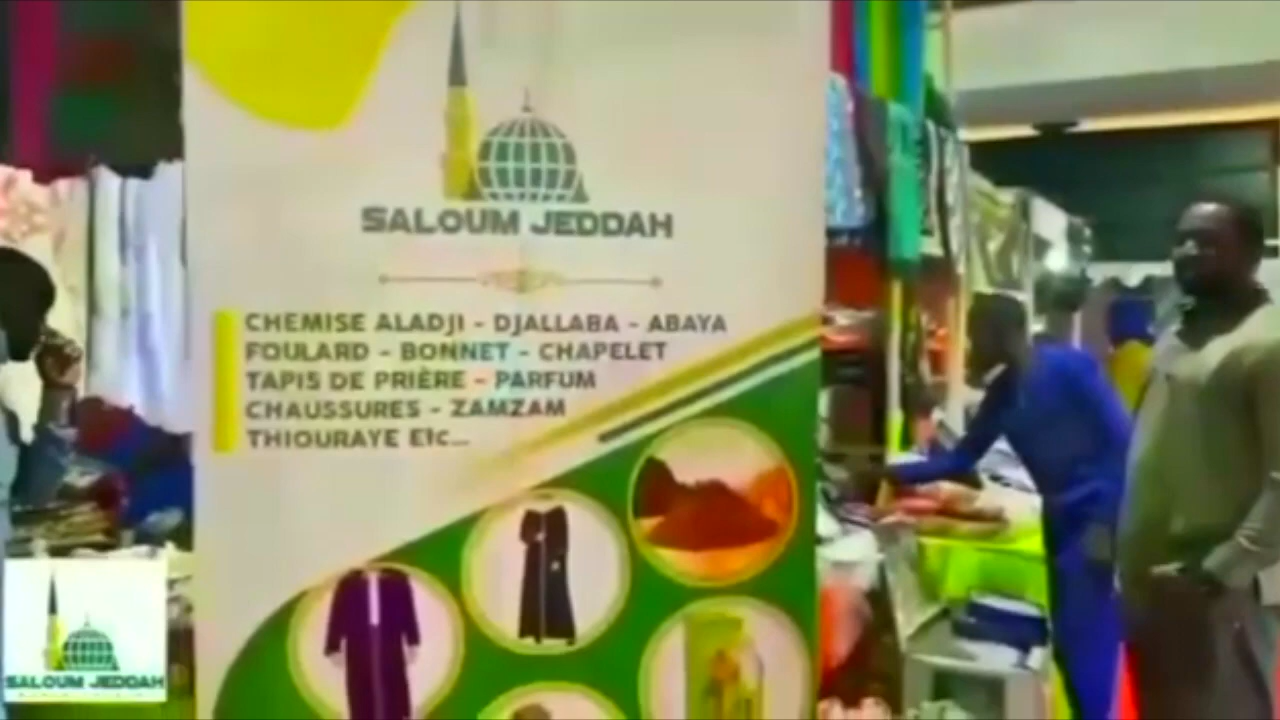 SALOUM JEDDAH
CHEMISE ALADJI - DJALLABA - ABAYA
FOULARD - BONNET - CHAPELET
TAPIS DE PRIÈRE - PARFUM
CHAUSSURES - ZAMZAM
THIOURAYE Etc...
SALOUM JEDDAH